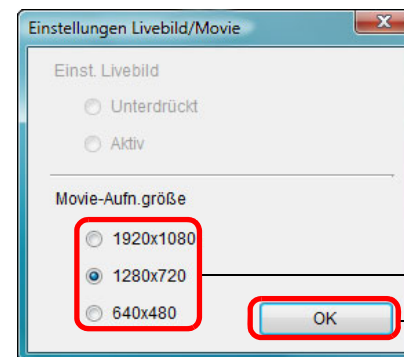 Einstellungen Livebild/Movie
Einst. Livebild
Unterdrückt
Aktiv
Movie-Aufn.größe
1920x1080
1280x720
640x480
OK